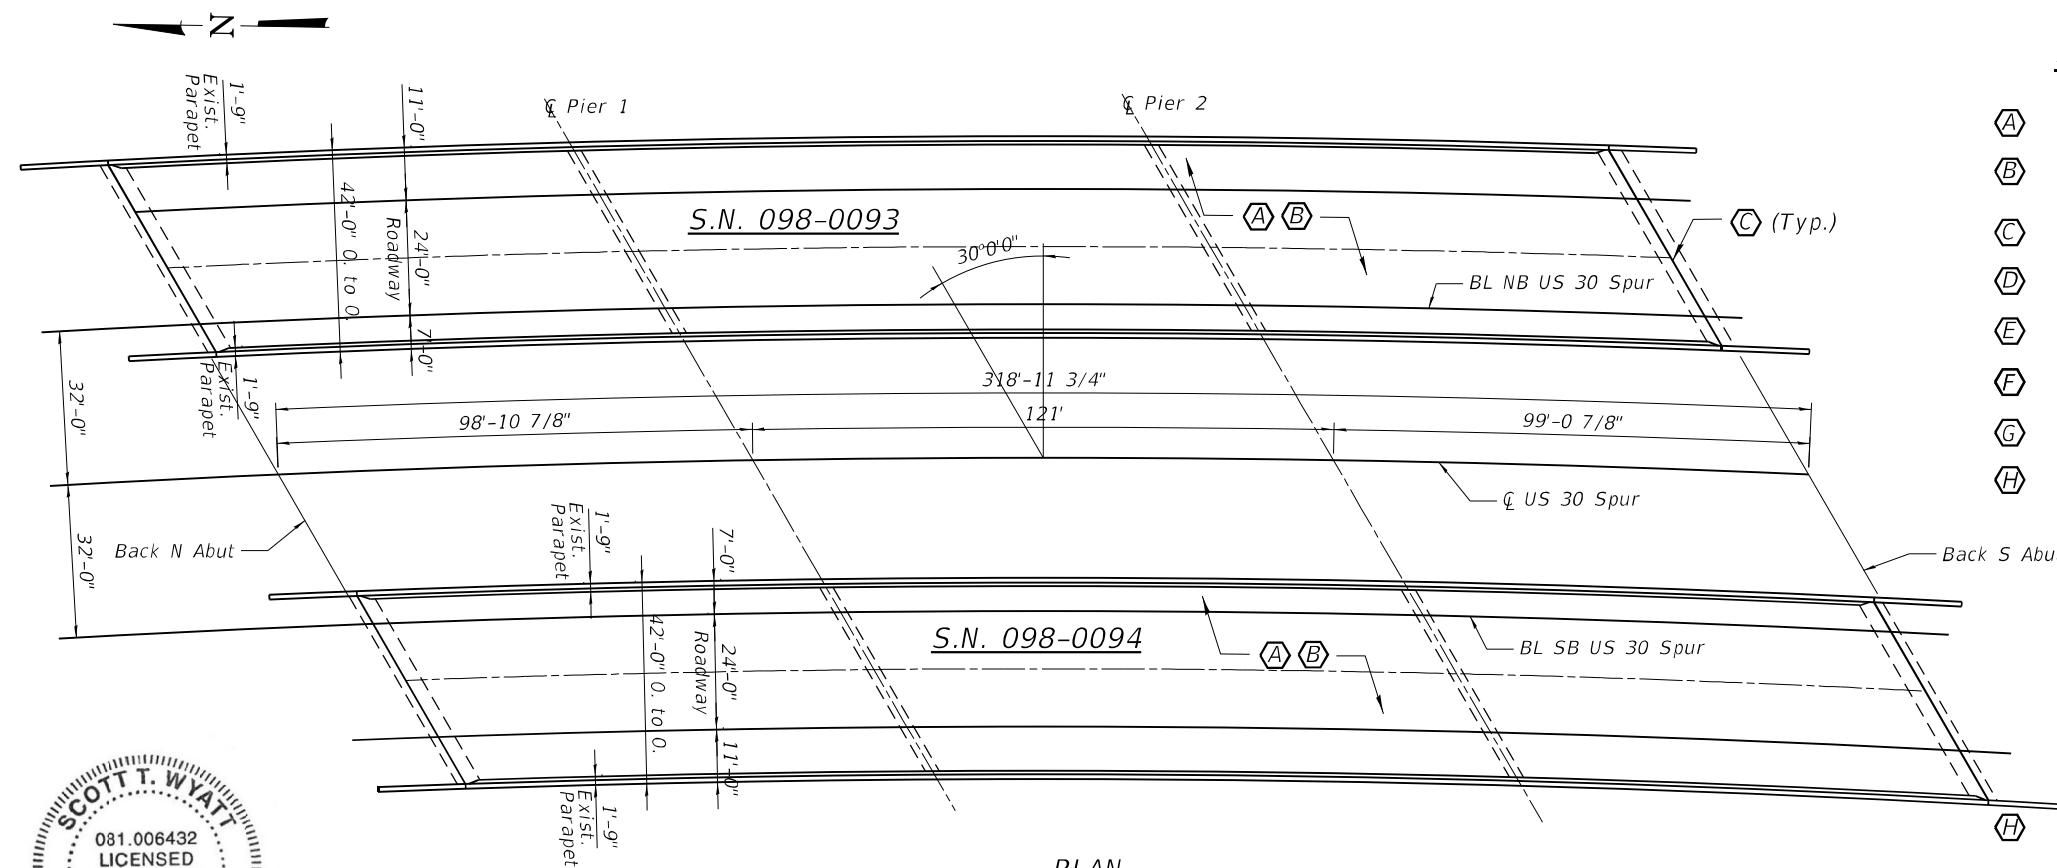 N
1'-9"
Exist.
Parapet
11'-0"
℄ Pier 1
℄ Pier 2
A
B
C
D
E
F
G
H
42'-0" O. to O.
24'-0"
Roadway
7'-0"
S.N. 098-0093
A B
C (Typ.)
30°0'0"
BL NB US 30 Spur
1'-9"
Exist.
Parapet
318'-11 3/4"
98'-10 7/8"
121'
99'-0 7/8"
32'-0"
32'-0"
℄ US 30 Spur
Back N Abut
Back S Abu
1'-9"
Exist.
Parapet
7'-0"
42'-0" O. to O.
24'-0"
Roadway
11'-0"
S.N. 098-0094
A B
BL SB US 30 Spur
1'-9"
Exist.
Parapet
H
SCOTT T. WYATT
081.006432
LICENSED
PLAN